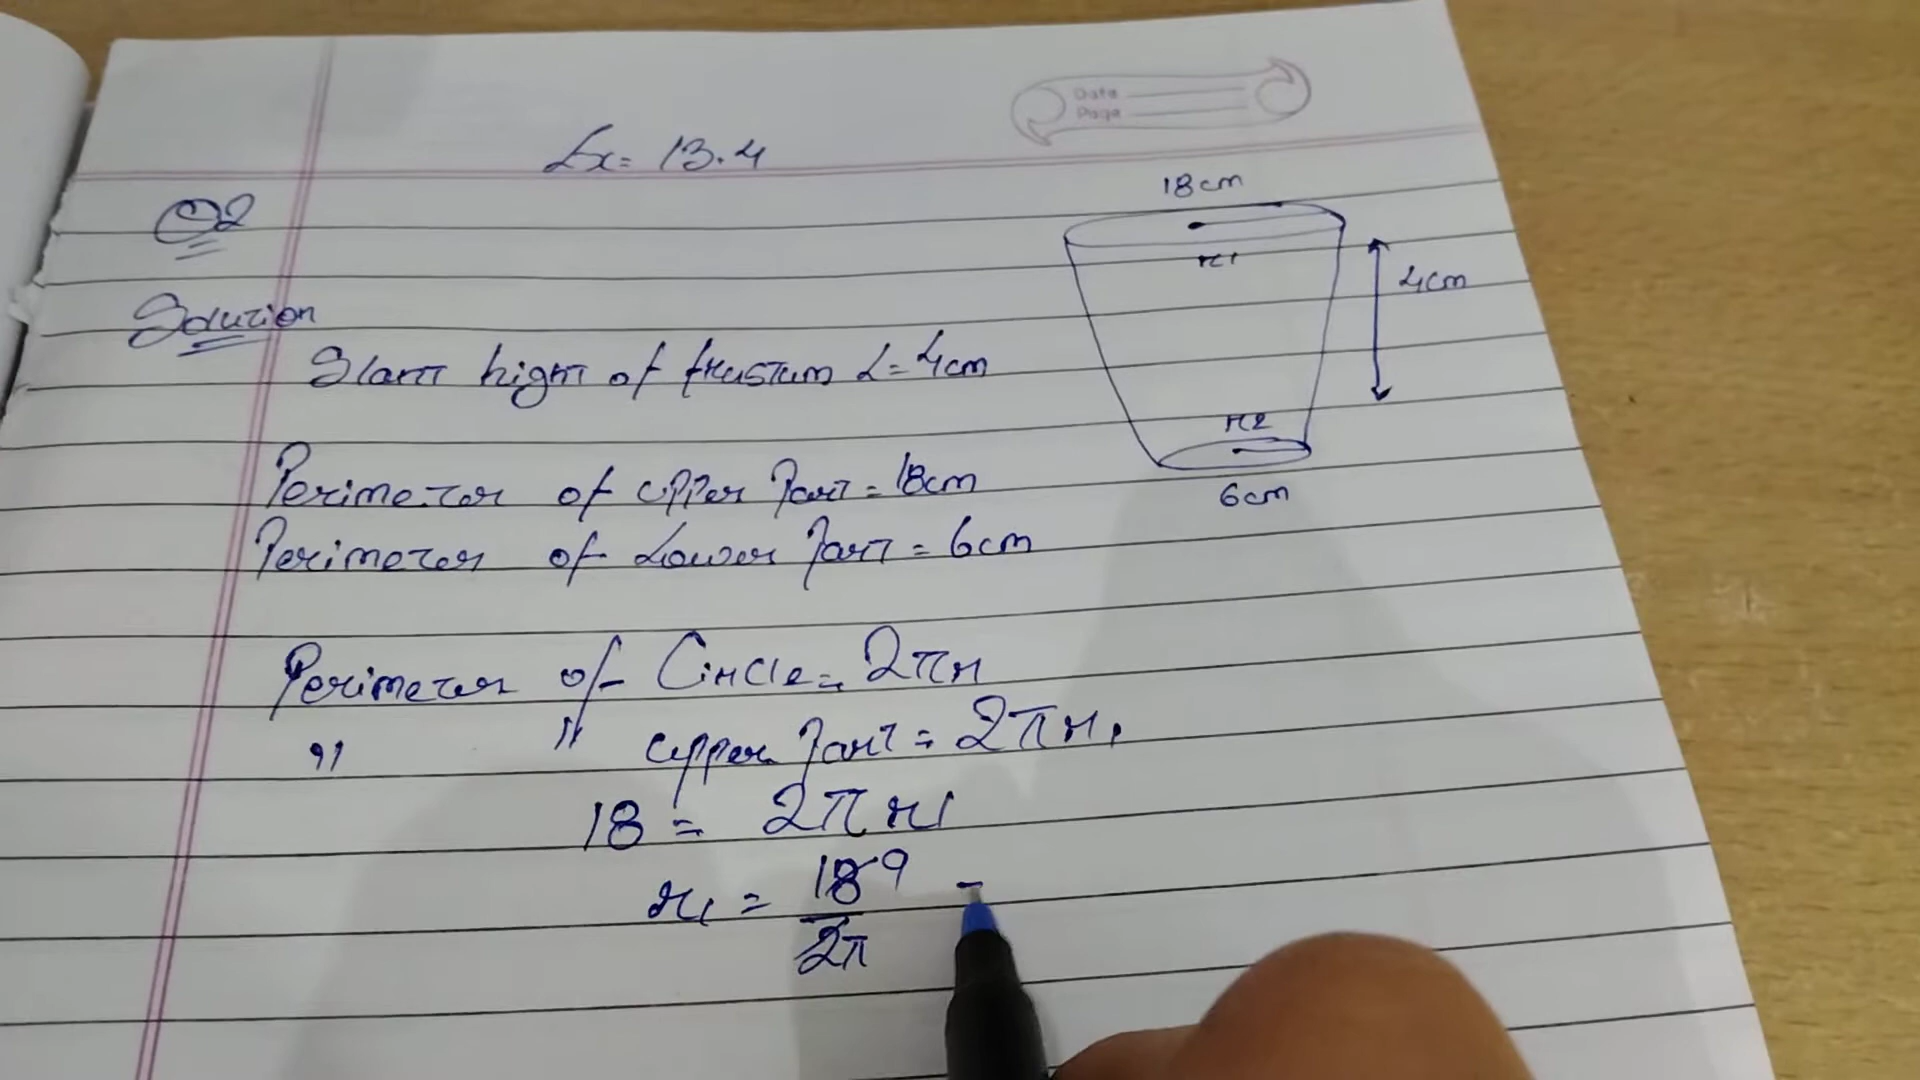 Date
Page
Ex = 13.4
Q2
18cm
r1
4cm
r2
6cm
Solution
Slant hight of frustum L = 4cm
Perimeter of upper Part = 18cm
Perimeter of Lower Part = 6cm
Perimeter of Circle = 2πr
" " upper Part = 2πr1
18 = 2πr1
r1 = 18 9 =
2π